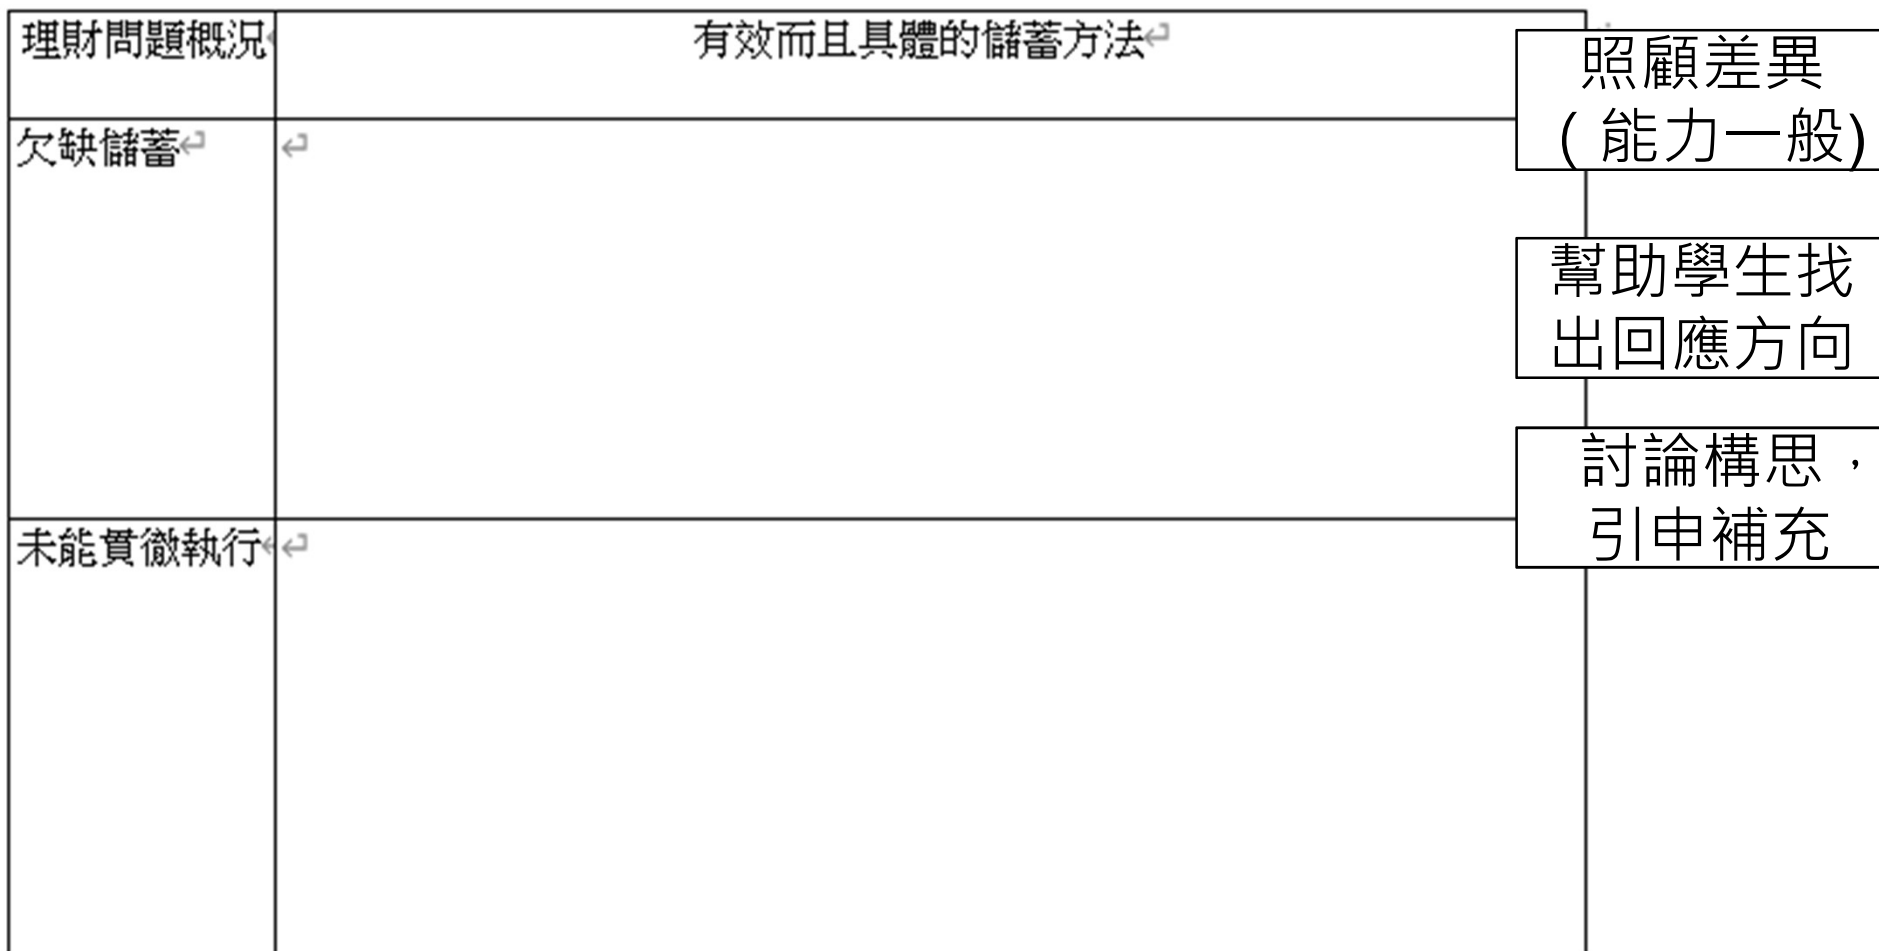 理財問題概況
有效而且具體的儲蓄方法
欠缺儲蓄
未能貫徹執行
照顧差異
(能力一般)
幫助學生找
出回應方向
討論構思，
引申補充